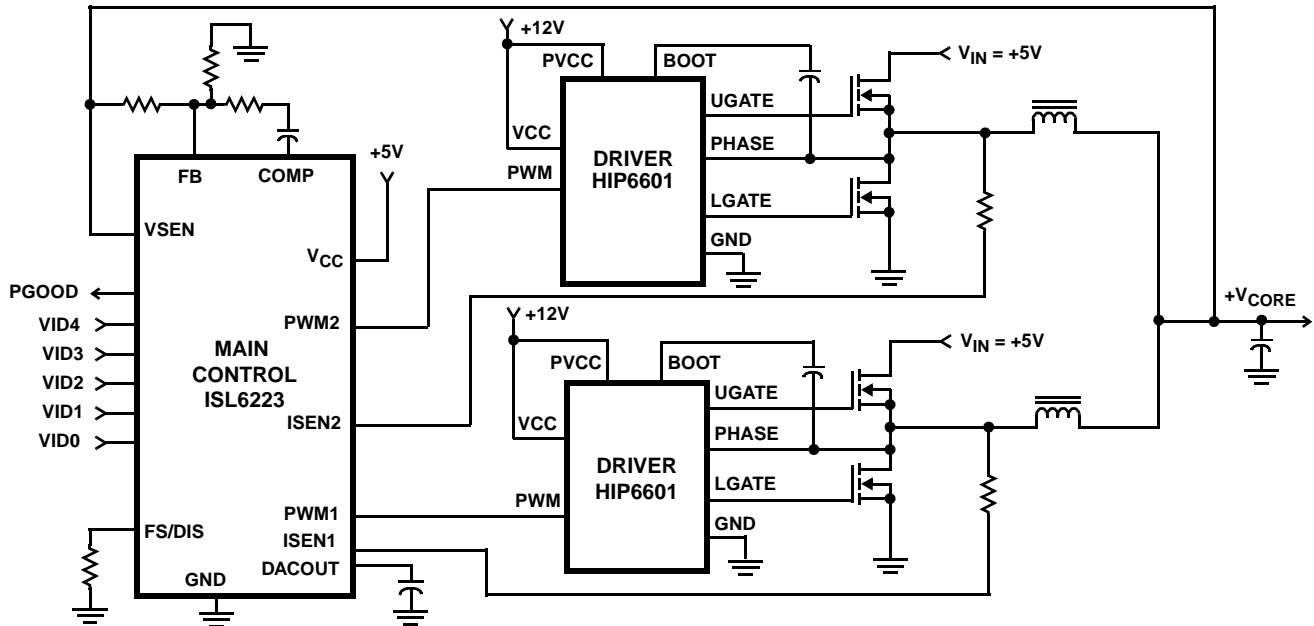 +12V
PVCC
BOOT
VIN = +5V
UGATE
VCC
+5V
DRIVER
HIP6601
PHASE
PWM
FB
COMP
LGATE
VSEN
GND
VCC
PGOOD
+VCORE
VID4
PWM2
+12V
VID3
MAIN
CONTROL
ISL6223
PVCC
BOOT
VIN = +5V
VID2
UGATE
VID1
ISEN2
VCC
PHASE
VID0
DRIVER
HIP6601
LGATE
PWM
PWM1
FS/DIS
ISEN1
GND
DACOUT
GND